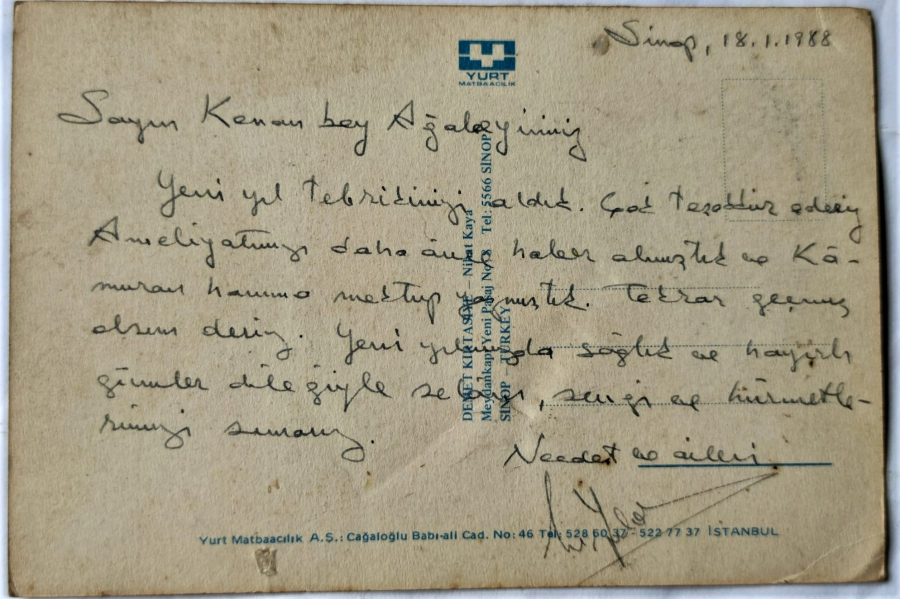 Sinop, 18.1.1988
YURT
MATBAACILIK
Sayın Kenan bey Ağabeyimiz
Yeni yıl tebrikinizi aldık. Çok teşekkür ederiz
Ameliyatınızı daha önce haber almıştık ve Kâ-
muran hanıma mektup yazmıştık. Tekrar geçmiş
olsun deriz. Yeni yılınızda sağlık ve hayırlı
günler dileğiyle selam, sevgi ve hürmetle-
rimizi sunarız.
Necdet ve ailesi
DEMET KIRTASİYE – Nihat Kaya
Meydankapı Yeni Pasaj No: 8 Tel: 5566 SİNOP
SİNOP TURKEY
Yurt Matbaacılık A.Ş.: Cağaloğlu Babı-ali Cad. No: 46 Tel: 528 60 37 - 522 77 37 İSTANBUL